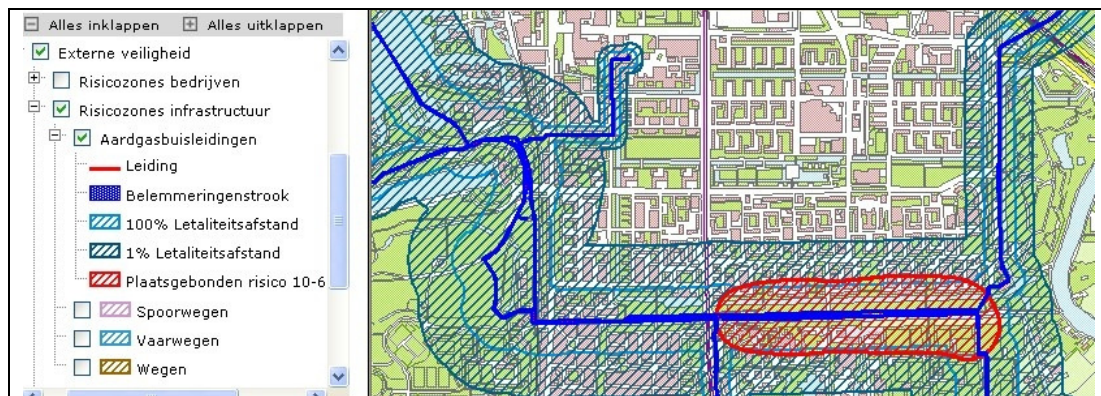 Alles inklappen Alles uitklappen
Externe veiligheid
Risicozones bedrijven
Risicozones infrastructuur
Aardgasbuisleidingen
Leiding
Belemmeringenstrook
100% Letaliteitsafstand
1% Letaliteitsafstand
Plaatsgebonden risico 10-6
Spoorwegen
Vaarwegen
Wegen